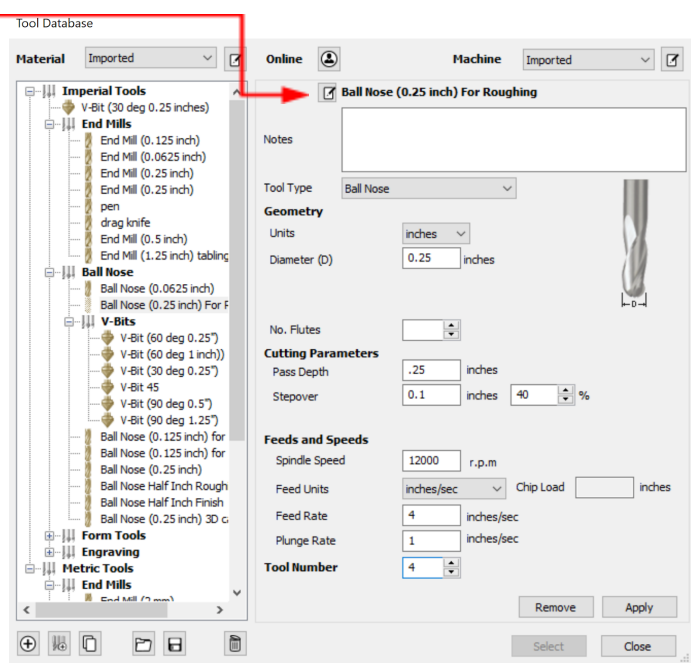 Tool Database
Material Imported Online Machine Imported
Imperial Tools
V-Bit (30 deg 0.25 inches)
End Mills
End Mill (0.125 inch)
End Mill (0.0625 inch)
End Mill (0.25 inch)
End Mill (0.25 inch)
pen
drag knife
End Mill (0.5 inch)
End Mill (1.25 inch) tabling
Ball Nose
Ball Nose (0.0625 inch)
Ball Nose (0.25 inch) For
V-Bits
V-Bit (60 deg 0.25")
V-Bit (60 deg 1 inch))
V-Bit (30 deg 0.25")
V-Bit 45
V-Bit (90 deg 0.5")
V-Bit (90 deg 1.25")
Ball Nose (0.125 inch) for
Ball Nose (0.125 inch) for
Ball Nose (0.25 inch)
Ball Nose Half Inch Rough
Ball Nose Half Inch Finish
Ball Nose (0.25 inch) 3D
Form Tools
Engraving
Metric Tools
End Mills
End Mill (2 mm)
Ball Nose (0.25 inch) For Roughing
Notes
Tool Type Ball Nose
Geometry
Units inches
Diameter (D) 0.25 inches
D
No. Flutes
Cutting Parameters
Pass Depth .25 inches
Stepover 0.1 inches 40 %
Feeds and Speeds
Spindle Speed 12000 r.p.m
Feed Units inches/sec Chip Load inches
Feed Rate 4 inches/sec
Plunge Rate 1 inches/sec
Tool Number 4
Remove Apply
Select Close